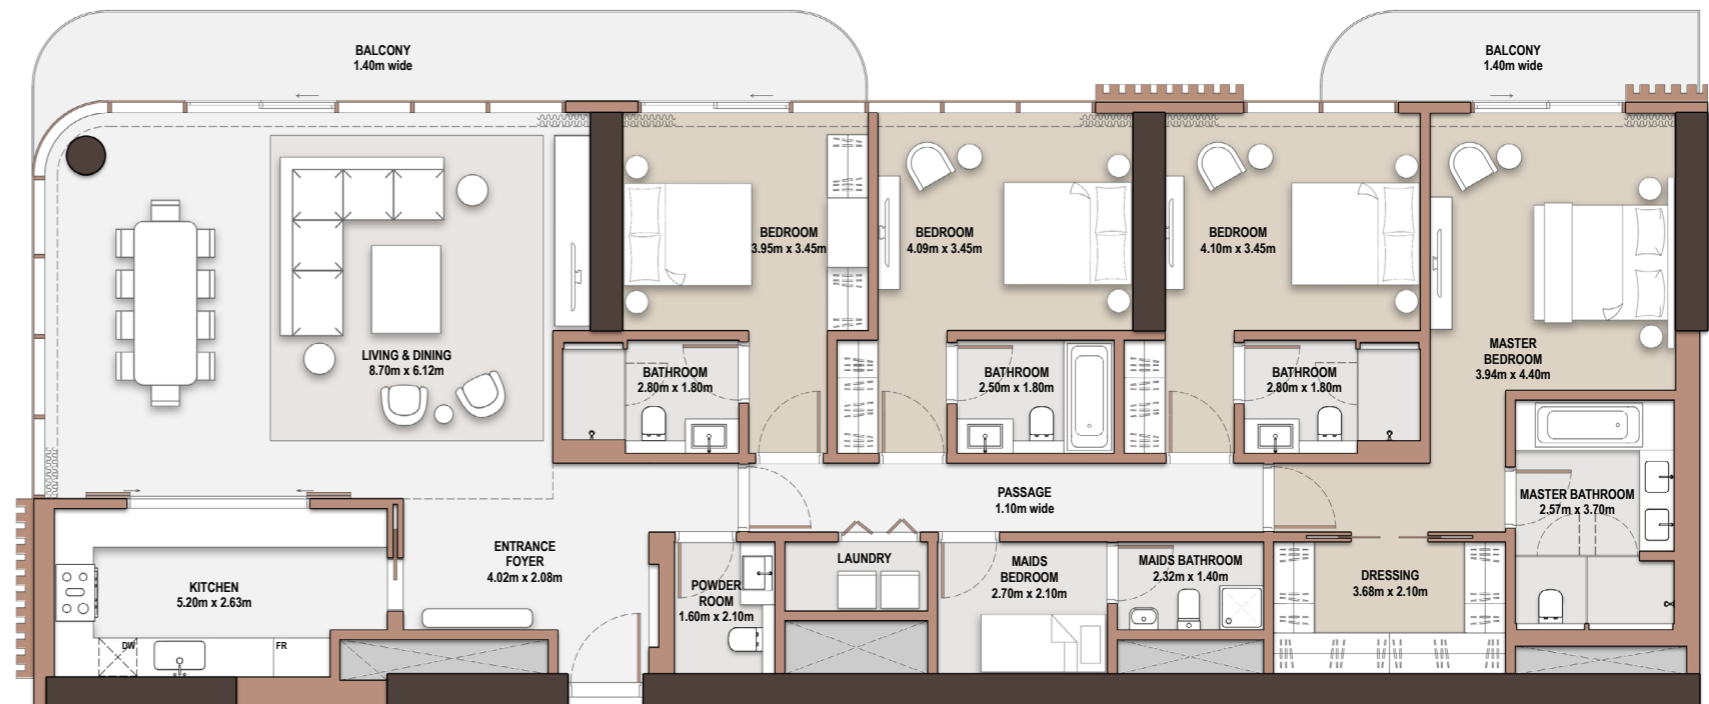 BALCONY
1.40m wide
BALCONY
1.40m wide
BEDROOM
3.95m x 3.45m
BEDROOM
4.09m x 3.45m
BEDROOM
4.10m x 3.45m
LIVING & DINING
8.70m x 6.12m
BATHROOM
2.80m x 1.80m
BATHROOM
2.50m x 1.80m
BATHROOM
2.80m x 1.80m
MASTER
BEDROOM
3.94m x 4.40m
PASSAGE
1.10m wide
MASTER BATHROOM
2.57m x 3.70m
KITCHEN
5.20m x 2.63m
ENTRANCE
FOYER
4.02m x 2.08m
POWDER
ROOM
1.60m x 2.10m
LAUNDRY
MAIDS
BEDROOM
2.70m x 2.10m
MAIDS BATHROOM
2.32m x 1.40m
DRESSING
3.68m x 2.10m
DW
FR